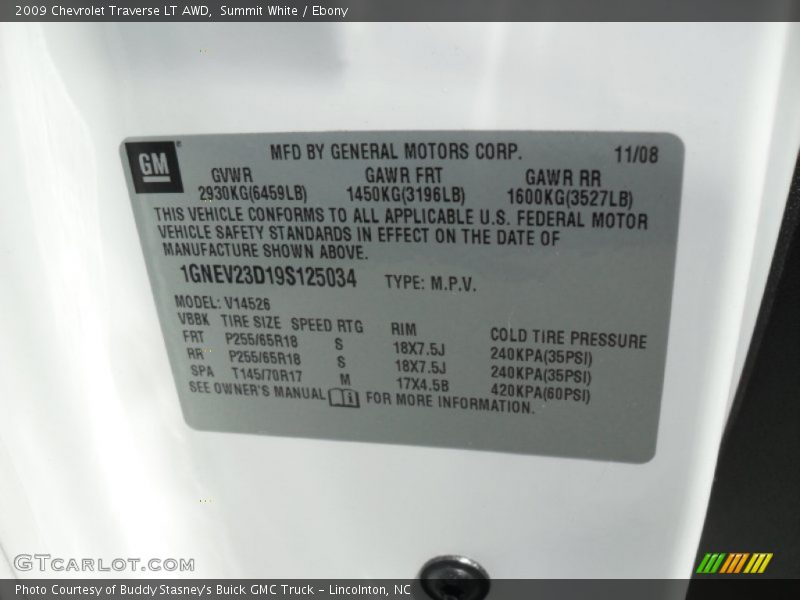 2009 Chevrolet Traverse LT AWD, Summit White / Ebony
GM
MFD BY GENERAL MOTORS CORP. 11/08
GVWR GAWR FRT GAWR RR
2930KG(6459LB) 1450KG(3196LB) 1600KG(3527LB)
THIS VEHICLE CONFORMS TO ALL APPLICABLE U.S. FEDERAL MOTOR
VEHICLE SAFETY STANDARDS IN EFFECT ON THE DATE OF
MANUFACTURE SHOWN ABOVE.
1GNEV23D19S125034 TYPE: M.P.V.
MODEL: V14526
VBBK TIRE SIZE SPEED RTG RIM COLD TIRE PRESSURE
FRT P255/65R18 S 18X7.5J 240KPA(35PSI)
RR P255/65R18 S 18X7.5J 240KPA(35PSI)
SPA T145/70R17 M 17X4.5B 420KPA(60PSI)
SEE OWNER'S MANUAL FOR MORE INFORMATION.
GTCARLOT.COM
Photo Courtesy of Buddy Stasney's Buick GMC Truck - Lincolnton, NC